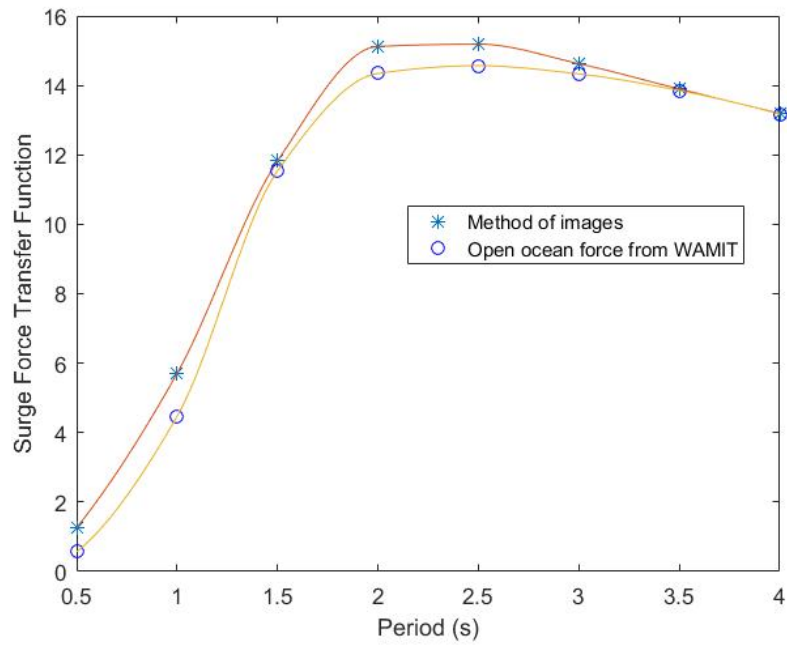 16
14
12
10
8
6
4
2
0
Surge Force Transfer Function
Method of images
Open ocean force from WAMIT
0.5 1 1.5 2 2.5 3 3.5 4
Period (s)